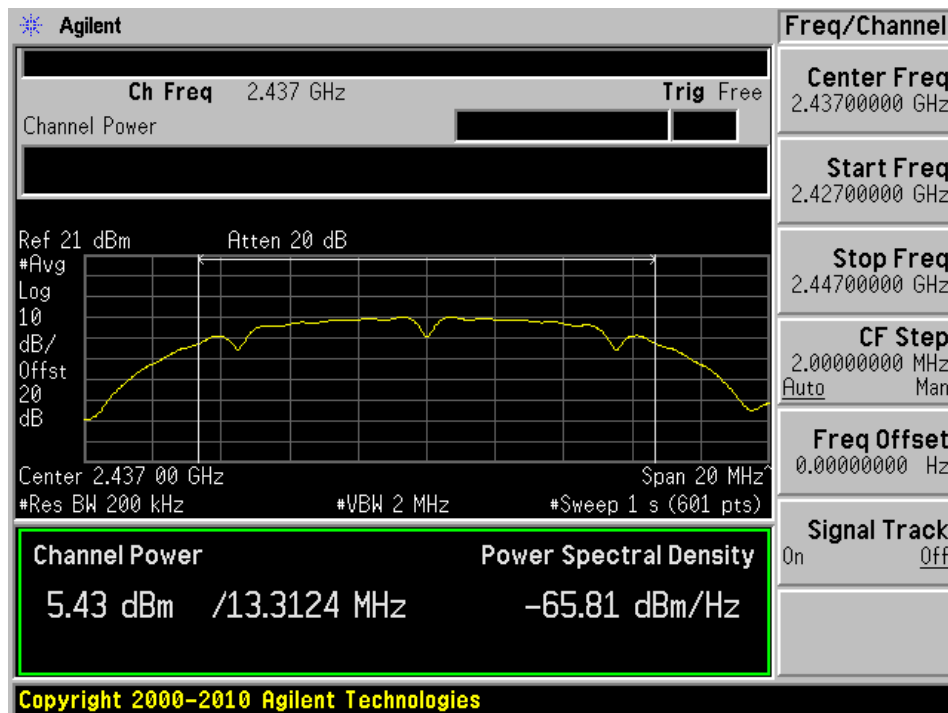 Agilent
Freq/Channel
Ch Freq 2.437 GHz Trig Free
Channel Power
Ref 21 dBm Atten 20 dB
#Avg
Log
10
dB/
Offst
20
dB
Center 2.437 00 GHz Span 20 MHz^
#Res BW 200 kHz #VBW 2 MHz #Sweep 1 s (601 pts)
Channel Power Power Spectral Density
5.43 dBm /13.3124 MHz -65.81 dBm/Hz
Center Freq
2.43700000 GHz
Start Freq
2.42700000 GHz
Stop Freq
2.44700000 GHz
CF Step
2.00000000 MHz
Auto Man
Freq Offset
0.00000000 Hz
Signal Track
On Off
Copyright 2000-2010 Agilent Technologies